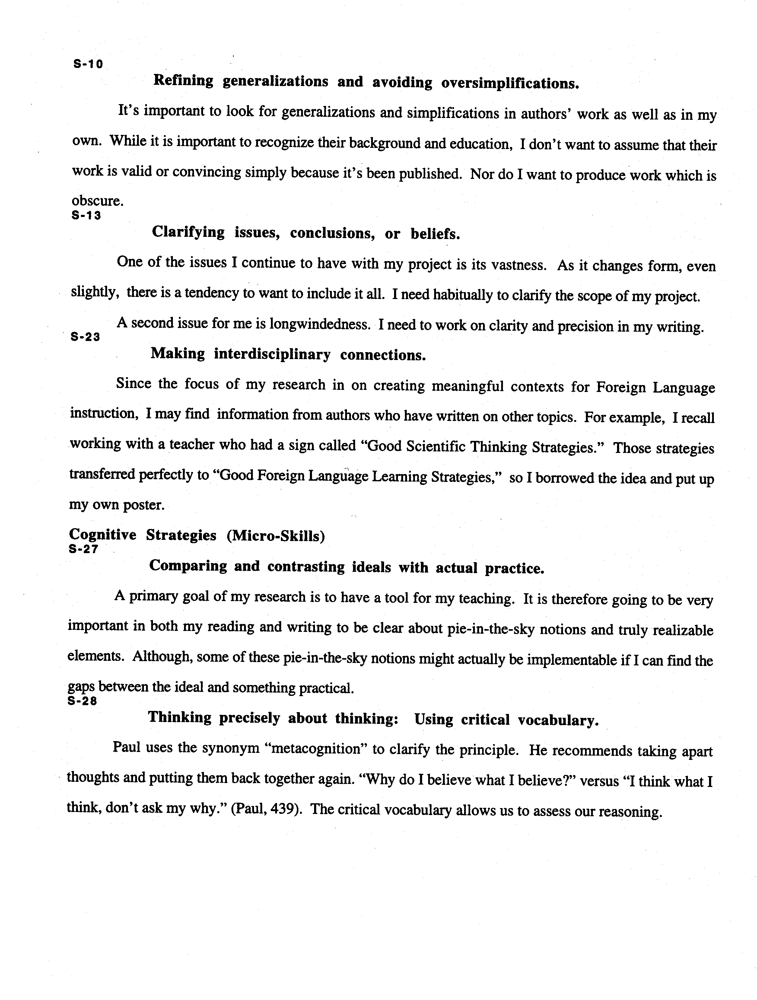 S-10
Refining generalizations and avoiding oversimplifications.
It's important to look for generalizations and simplifications in authors' work as well as in my
own. While it is important to recognize their background and education, I don't want to assume that their
work is valid or convincing simply because it's been published. Nor do I want to produce work which is
obscure.
S-13
Clarifying issues, conclusions, or beliefs.
One of the issues I continue to have with my project is its vastness. As it changes form, even
slightly, there is a tendency to want to include it all. I need habitually to clarify the scope of my project.
A second issue for me is longwindedness. I need to work on clarity and precision in my writing.
S-23
Making interdisciplinary connections.
Since the focus of my research in on creating meaningful contexts for Foreign Language
instruction, I may find information from authors who have written on other topics. For example, I recall
working with a teacher who had a sign called “Good Scientific Thinking Strategies.” Those strategies
transferred perfectly to “Good Foreign Language Learning Strategies,” so I borrowed the idea and put up
my own poster.
Cognitive Strategies (Micro-Skills)
S-27
Comparing and contrasting ideals with actual practice.
A primary goal of my research is to have a tool for my teaching. It is therefore going to be very
important in both my reading and writing to be clear about pie-in-the-sky notions and truly realizable
elements. Although, some of these pie-in-the-sky notions might actually be implementable if I can find the
gaps between the ideal and something practical.
S-28
Thinking precisely about thinking: Using critical vocabulary.
Paul uses the synonym “metacognition” to clarify the principle. He recommends taking apart
thoughts and putting them back together again. “Why do I believe what I believe?” versus “I think what I
think, don't ask my why.” (Paul, 439). The critical vocabulary allows us to assess our reasoning.